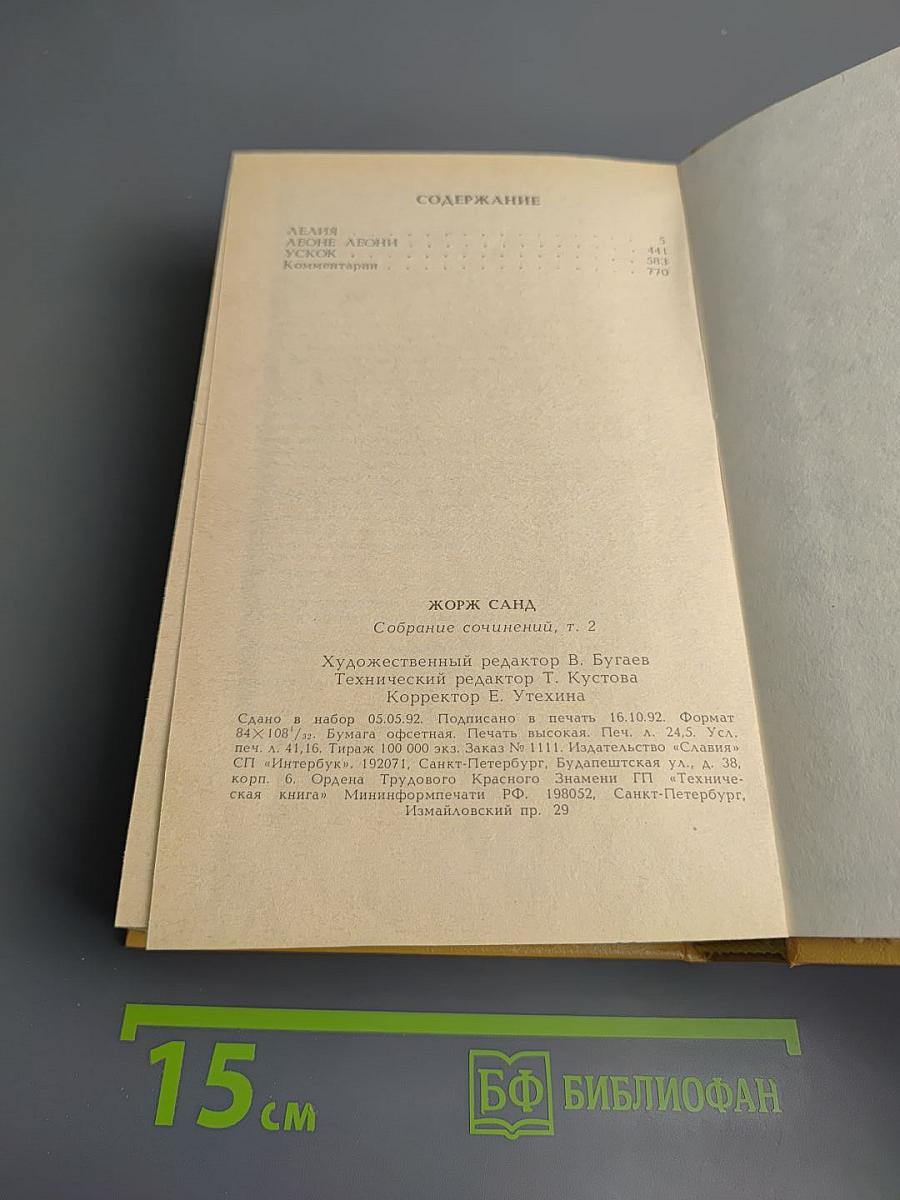 СОДЕРЖАНИЕ
ЛЕЛИЯ . . . . . . . . . . . . . . . . 5
ЛЕОНЕ ЛЕОНИ . . . . . . . . . . . . . 441
УСКОК . . . . . . . . . . . . . . . . 583
Комментарии . . . . . . . . . . . . . 770
ЖОРЖ САНД
Собрание сочинений, т. 2
Художественный редактор В. Бугаев
Технический редактор Т. Кустова
Корректор Е. Утехина
Сдано в набор 05.05.92. Подписано в печать 16.10.92. Формат
84×108¹/₃₂. Бумага офсетная. Печать высокая. Печ. л. 24,5. Усл.
печ. л. 41,16. Тираж 100 000 экз. Заказ № 1111. Издательство «Славия»
СП «Интербук». 192071, Санкт-Петербург, Будапештская ул., д. 38,
корп. 6. Ордена Трудового Красного Знамени ГП «Техниче-
ская книга» Мининформпечати РФ. 198052, Санкт-Петербург,
Измайловский пр. 29
15 см
БФ БИБЛИОФАН